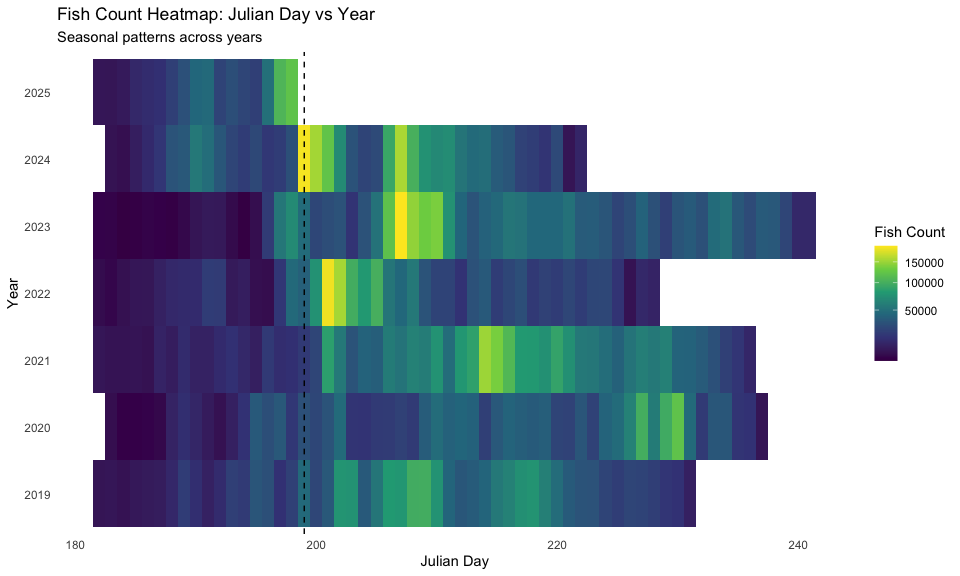 Fish Count Heatmap: Julian Day vs Year
Seasonal patterns across years
2025
2024
2023
2022
2021
2020
2019
Year
180
200
220
240
Julian Day
Fish Count
150000
100000
50000